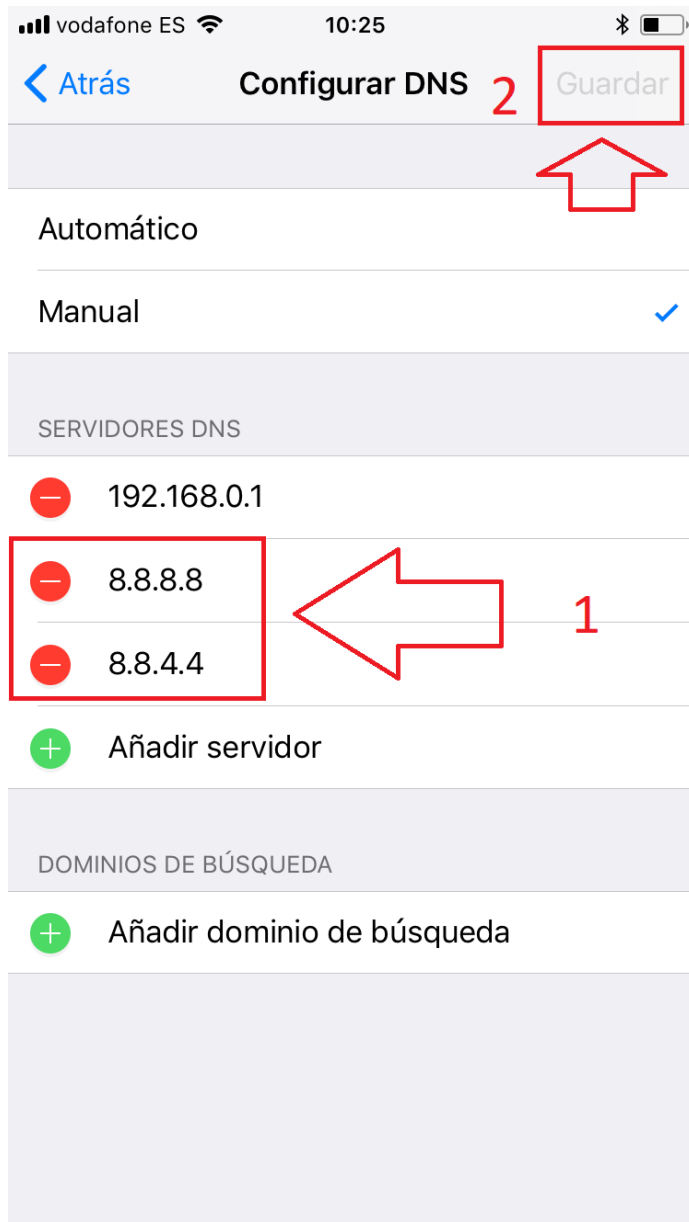 vodafone ES 10:25
Atrás Configurar DNS 2 Guardar
Automático
Manual
SERVIDORES DNS
192.168.0.1
8.8.8.8
1
8.8.4.4
Añadir servidor
DOMINIOS DE BÚSQUEDA
Añadir dominio de búsqueda